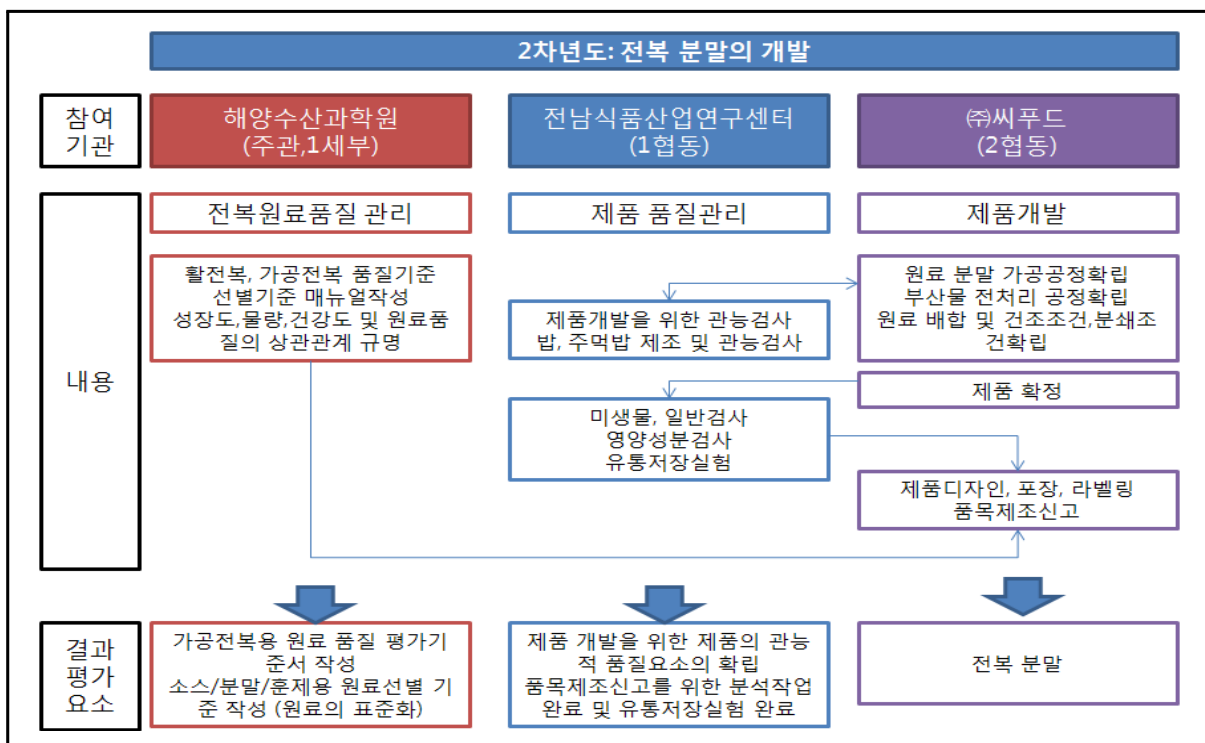 2차년도: 전복 분말의 개발
참여
기관
해양수산과학원
(주관,1세부)
전남식품산업연구센터
(1협동)
㈜씨푸드
(2협동)
내용
전복원료품질 관리
제품 품질관리
제품개발
활전복, 가공전복 품질기준
선별기준 매뉴얼작성
성장도,물량,건강도 및 원료품
질의 상관관계 규명
제품개발을 위한 관능검사
밥, 주먹밥 제조 및 관능검사
원료 분말 가공공정확립
부산물 전처리 공정확립
원료 배합 및 건조조건,분쇄조
건확립
제품 확정
미생물, 일반검사
영양성분검사
유통저장실험
제품디자인, 포장, 라벨링
품목제조신고
결과
평가
요소
가공전복용 원료 품질 평가기
준서 작성
소스/분말/훈제용 원료선별 기
준 작성 (원료의 표준화)
제품 개발을 위한 제품의 관능
적 품질요소의 확립
품목제조신고를 위한 분석작업
완료 및 유통저장실험 완료
전복 분말